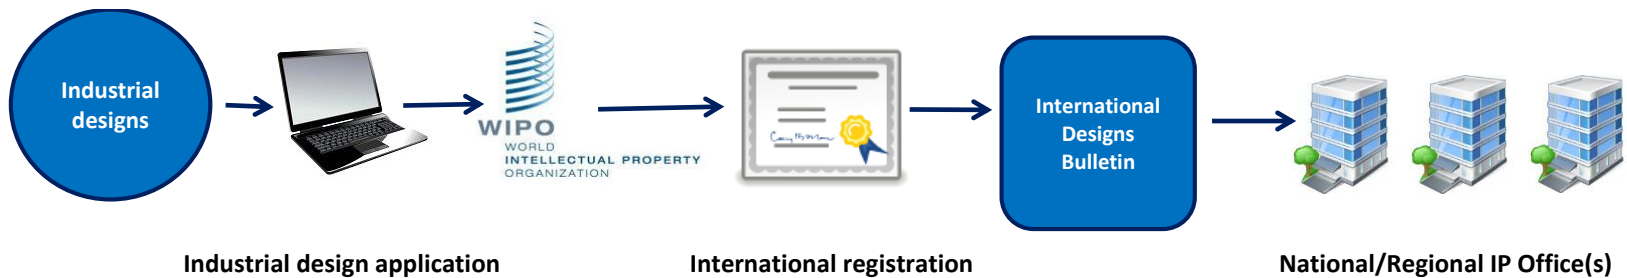 Industrial
designs
WIPO
WORLD
INTELLECTUAL PROPERTY
ORGANIZATION
International
Designs
Bulletin
Industrial design application
International registration
National/Regional IP Office(s)